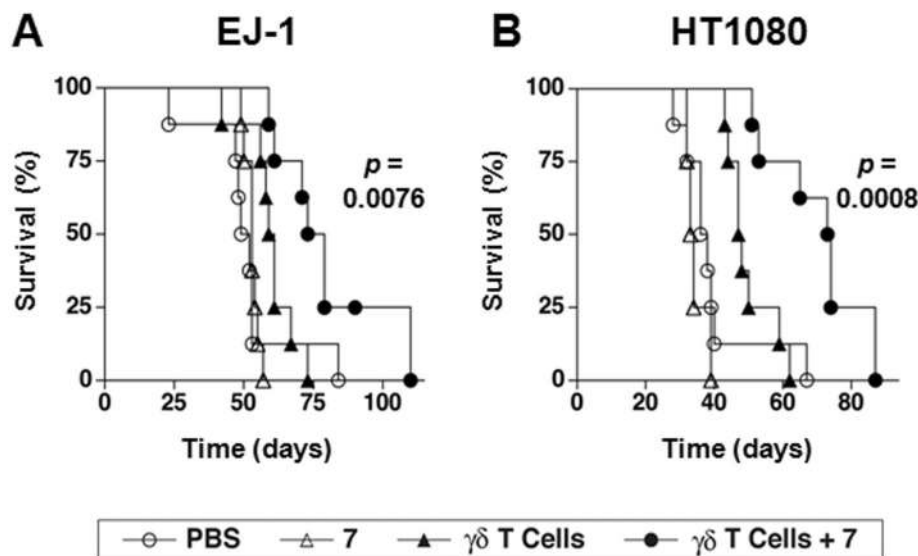 A EJ-1
Survival (%)
100
75
50
25
0
p =
0.0076
0 25 50 75 100
Time (days)
B HT1080
Survival (%)
100
75
50
25
0
p =
0.0008
0 20 40 60 80
Time (days)
PBS 7 γδ T Cells γδ T Cells + 7